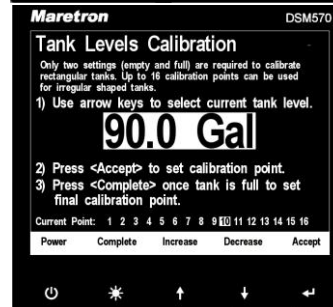 Maretron DSM570
Tank Levels Calibration
Only two settings (empty and full) are required to calibrate
rectangular tanks. Up to 16 calibration points can be used
for irregular shaped tanks.
1) Use arrow keys to select current tank level.
90.0 Gal
2) Press <Accept> to set calibration point.
3) Press <Complete> once tank is full to set
final calibration point.
Current Point: 1 2 3 4 5 6 7 8 9 10 11 12 13 14 15 16
Power Complete Increase Decrease Accept